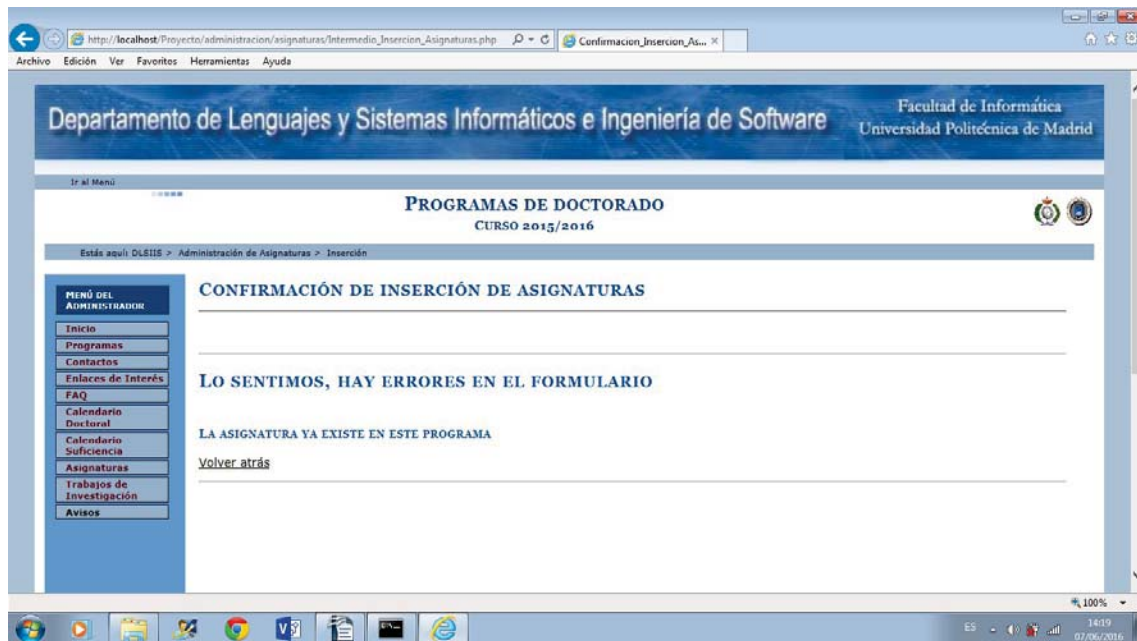 http://localhost/Proyecto/administracion/asignaturas/Intermedio_Insercion_Asignaturas.php
Confirmacion_Insercion_As...
Archivo Edición Ver Favoritos Herramientas Ayuda
Departamento de Lenguajes y Sistemas Informáticos e Ingeniería de Software
Facultad de Informática
Universidad Politécnica de Madrid
Ir al Menú
PROGRAMAS DE DOCTORADO
CURSO 2015/2016
Estás aquí: DLSIIS > Administración de Asignaturas > Inserción
MENÚ DEL
ADMINISTRADOR
Inicio
Programas
Contactos
Enlaces de Interés
FAQ
Calendario
Doctoral
Calendario
Suficiencia
Asignaturas
Trabajos de
Investigación
Avisos
CONFIRMACIÓN DE INSERCIÓN DE ASIGNATURAS
LO SENTIMOS, HAY ERRORES EN EL FORMULARIO
LA ASIGNATURA YA EXISTE EN ESTE PROGRAMA
Volver atrás
100%
ES
14:19
07/06/2016